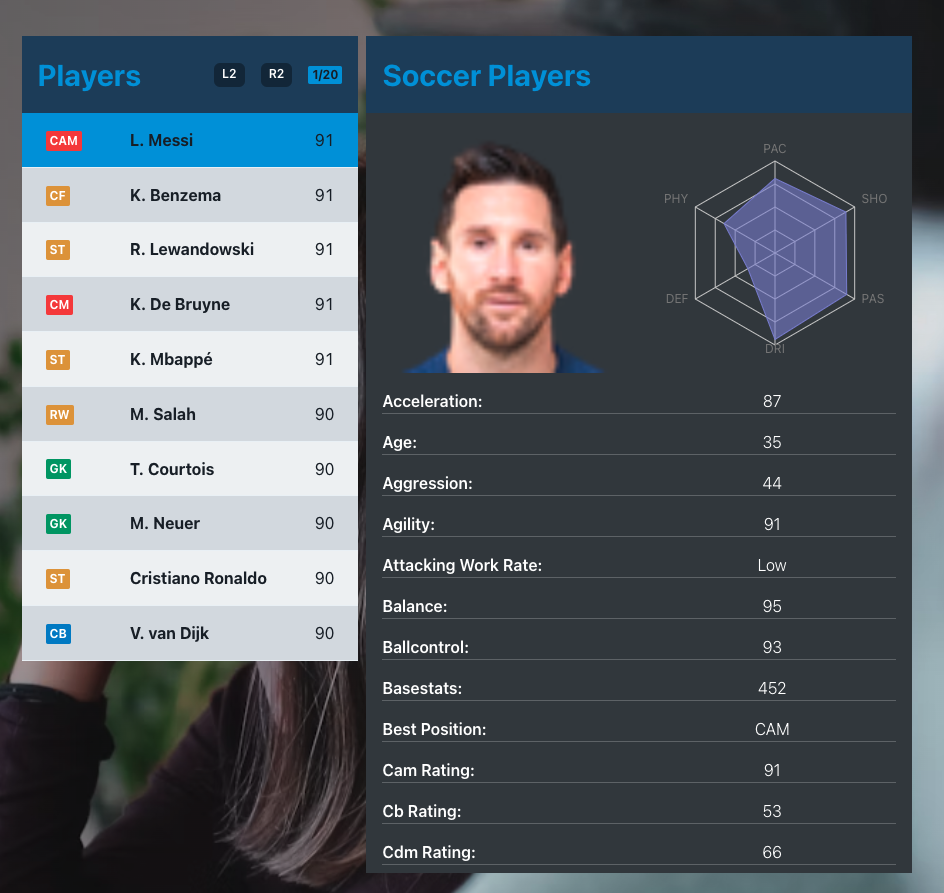 Players L2 R2 1/20
CAM L. Messi 91
CF K. Benzema 91
ST R. Lewandowski 91
CM K. De Bruyne 91
ST K. Mbappé 91
RW M. Salah 90
GK T. Courtois 90
GK M. Neuer 90
ST Cristiano Ronaldo 90
CB V. van Dijk 90
Soccer Players
PAC
PHY SHO
DEF PAS
DRI
Acceleration: 87
Age: 35
Aggression: 44
Agility: 91
Attacking Work Rate: Low
Balance: 95
Ballcontrol: 93
Basestats: 452
Best Position: CAM
Cam Rating: 91
Cb Rating: 53
Cdm Rating: 66